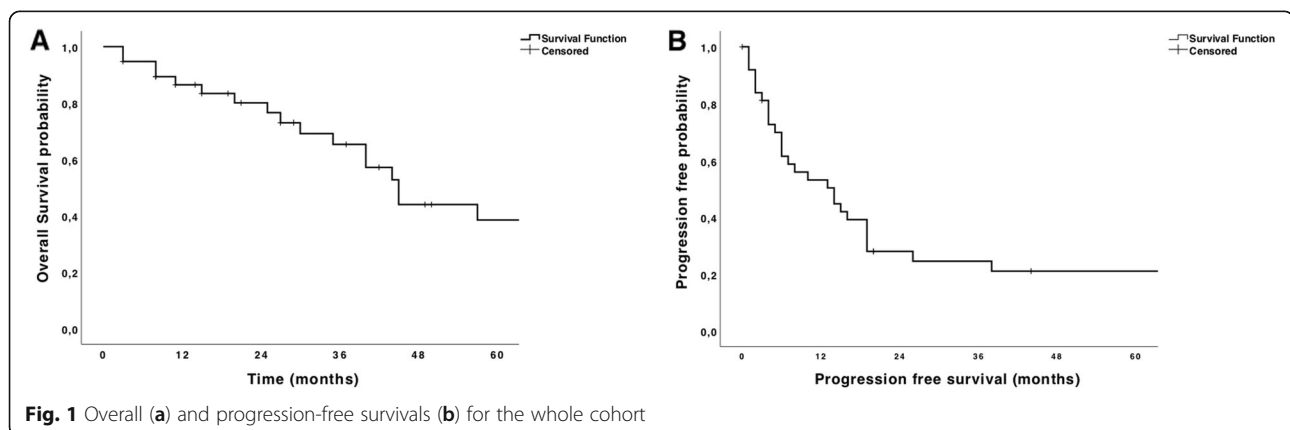 A
Survival Function
Censored
Overall Survival probability
1,0
0,8
0,6
0,4
0,2
0,0
0 12 24 36 48 60
Time (months)
B
Survival Function
Censored
Progression free probability
1,0
0,8
0,6
0,4
0,2
0,0
0 12 24 36 48 60
Progression free survival (months)
Fig. 1 Overall (a) and progression-free survivals (b) for the whole cohort